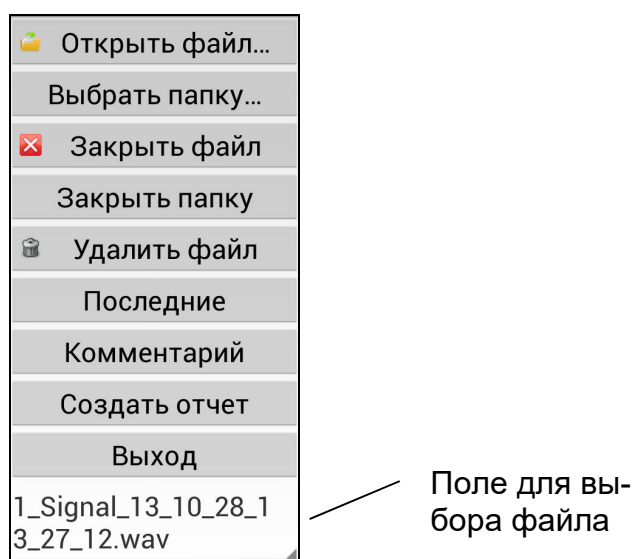 Открыть файл...
Выбрать папку...
Закрыть файл
Закрыть папку
Удалить файл
Последние
Комментарий
Создать отчет
Выход
1_Signal_13_10_28_1
3_27_12.wav
Поле для вы-
бора файла